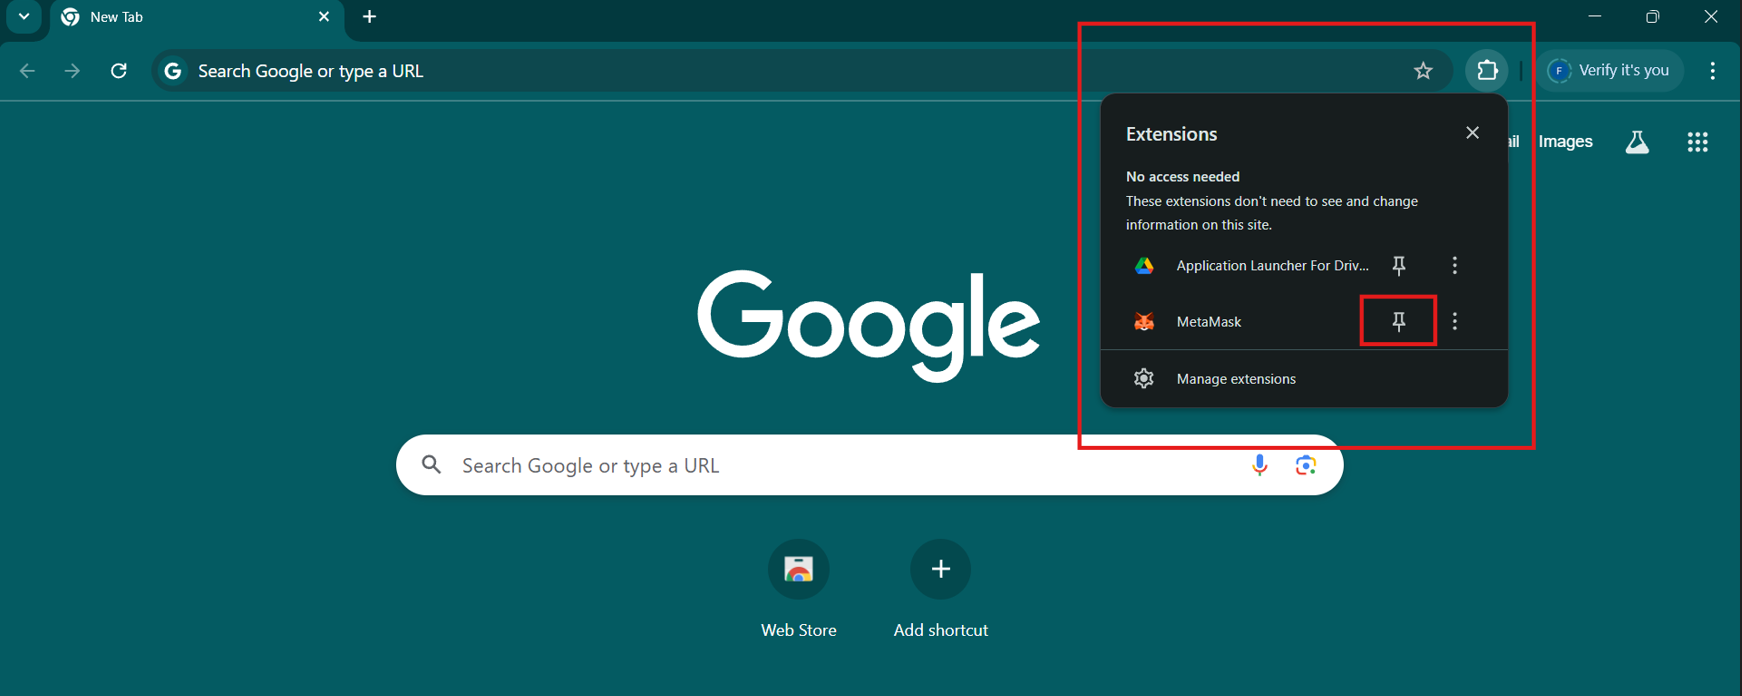 New Tab
Search Google or type a URL
F Verify it's you
Extensions
ail Images
No access needed
These extensions don't need to see and change
information on this site.
Application Launcher For Driv...
MetaMask
Manage extensions
Google
Search Google or type a URL
Web Store
Add shortcut